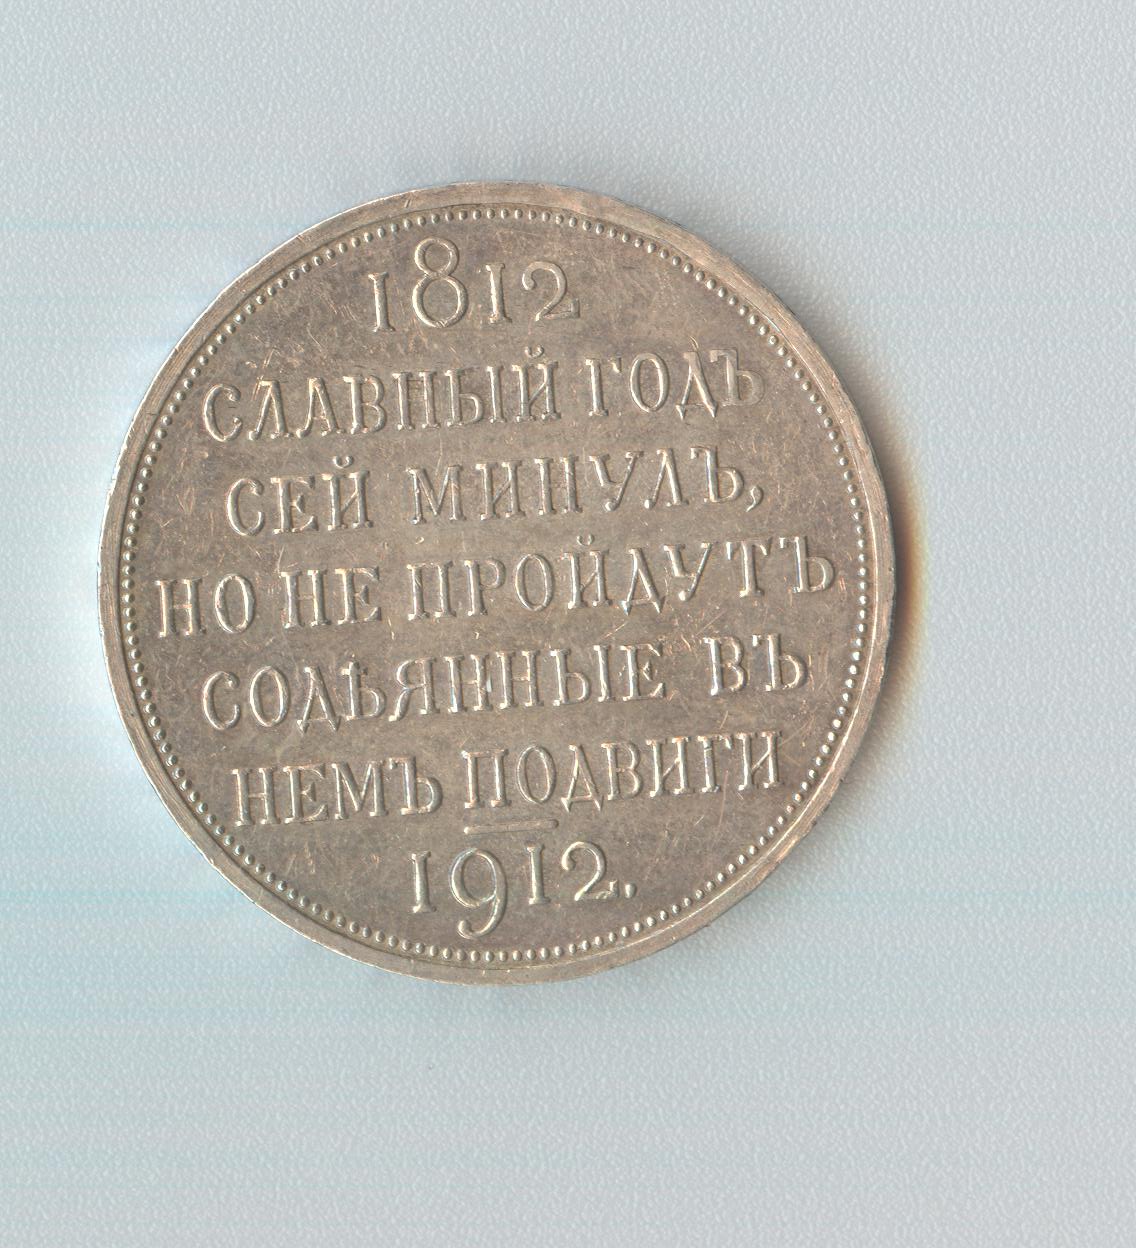 1812
СЛАВНЫЙ ГОДЪ
СЕЙ МИНУЛЪ,
НО НЕ ПРОЙДУТЪ
СОДѢЯННЫЕ ВЪ
НЕМЪ ПОДВИГИ
1912.